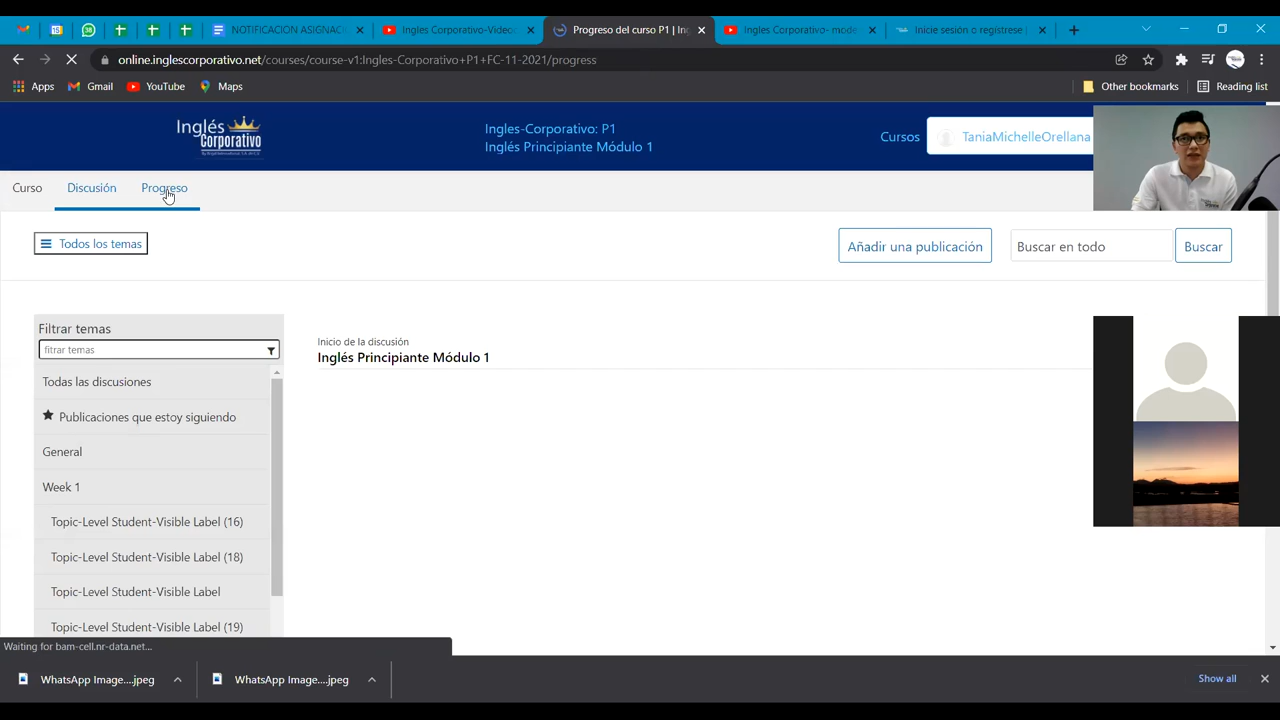 31
38
NOTIFICACION ASIGNAC
Ingles Corporativo-Video
Progreso del curso P1 | In
Ingles Corporativo- mode
Inicie sesión o regístrese |
online.inglescorporativo.net/courses/course-v1:Ingles-Corporativo+P1+FC-11-2021/progress
Apps
Gmail
YouTube
Maps
Other bookmarks
Reading list
Inglés
Corporativo
Ingles-Corporativo: P1
Inglés Principiante Módulo 1
Cursos
TaniaMichelleOrellana
Curso
Discusión
Progreso
Todos los temas
Añadir una publicación
Buscar en todo
Buscar
Filtrar temas
fitrar temas
Inicio de la discusión
Inglés Principiante Módulo 1
Todas las discusiones
Publicaciones que estoy siguiendo
General
Week 1
Topic-Level Student-Visible Label (16)
Topic-Level Student-Visible Label (18)
Topic-Level Student-Visible Label
Topic-Level Student-Visible Label (19)
Waiting for bam-cell.nr-data.net...
WhatsApp Image....jpeg
WhatsApp Image....jpeg
Show all